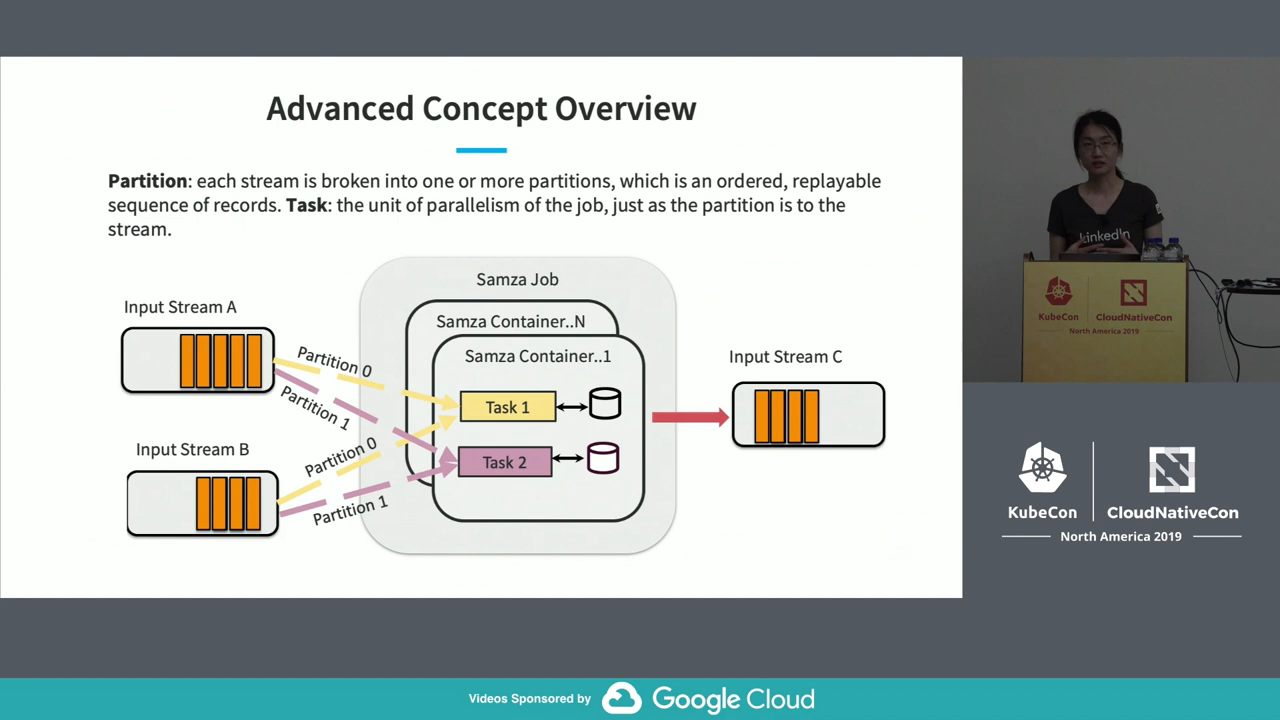 Advanced Concept Overview
Partition: each stream is broken into one or more partitions, which is an ordered, replayable
sequence of records. Task: the unit of parallelism of the job, just as the partition is to the
stream.
Samza Job
Input Stream A
Samza Container..N
Samza Container..1
Input Stream C
Partition 0
Partition 1
Task 1
Input Stream B
Partition 0
Task 2
Partition 1
LinkedIn
KubeCon
CloudNativeCon
North America 2019
KubeCon
CloudNativeCon
North America 2019
Videos Sponsored by
Google Cloud